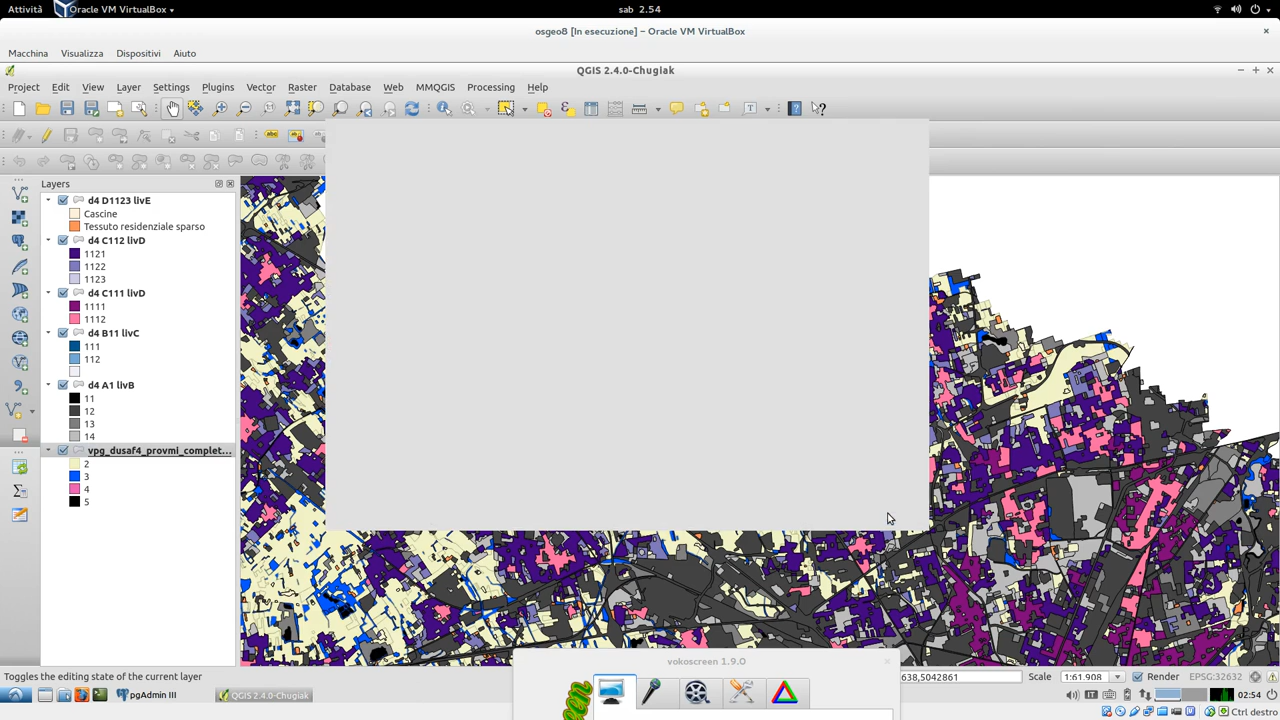 Attività Oracle VM VirtualBox ▾ sab 2.54
osgeo8 [In esecuzione] – Oracle VM VirtualBox
Macchina Visualizza Dispositivi Aiuto
QGIS 2.4.0-Chugiak
Project Edit View Layer Settings Plugins Vector Raster Database Web MMQGIS Processing Help
Layers
d4 D1123 livE
Cascine
Tessuto residenziale sparso
d4 C112 livD
1121
1122
1123
d4 C111 livD
1111
1112
d4 B11 livC
111
112
d4 A1 livB
11
12
13
14
vpg_dusaf4_provmi_complet...
2
3
4
5
vokoscreen 1.9.0
Toggles the editing state of the current layer
638,5042861 Scale 1:61.908 Render EPSG:32632
pgAdmin III QGIS 2.4.0-Chugiak IT 02:54
Ctrl destro